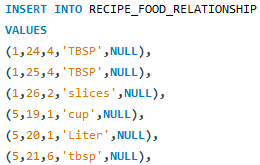 INSERT INTO RECIPE_FOOD_RELATIONSHIP
VALUES
(1,24,4,'TBSP',NULL),
(1,25,4,'TBSP',NULL),
(1,26,2,'slices',NULL),
(5,19,1,'cup',NULL),
(5,20,1,'Liter',NULL),
(5,21,6,'tbsp',NULL),